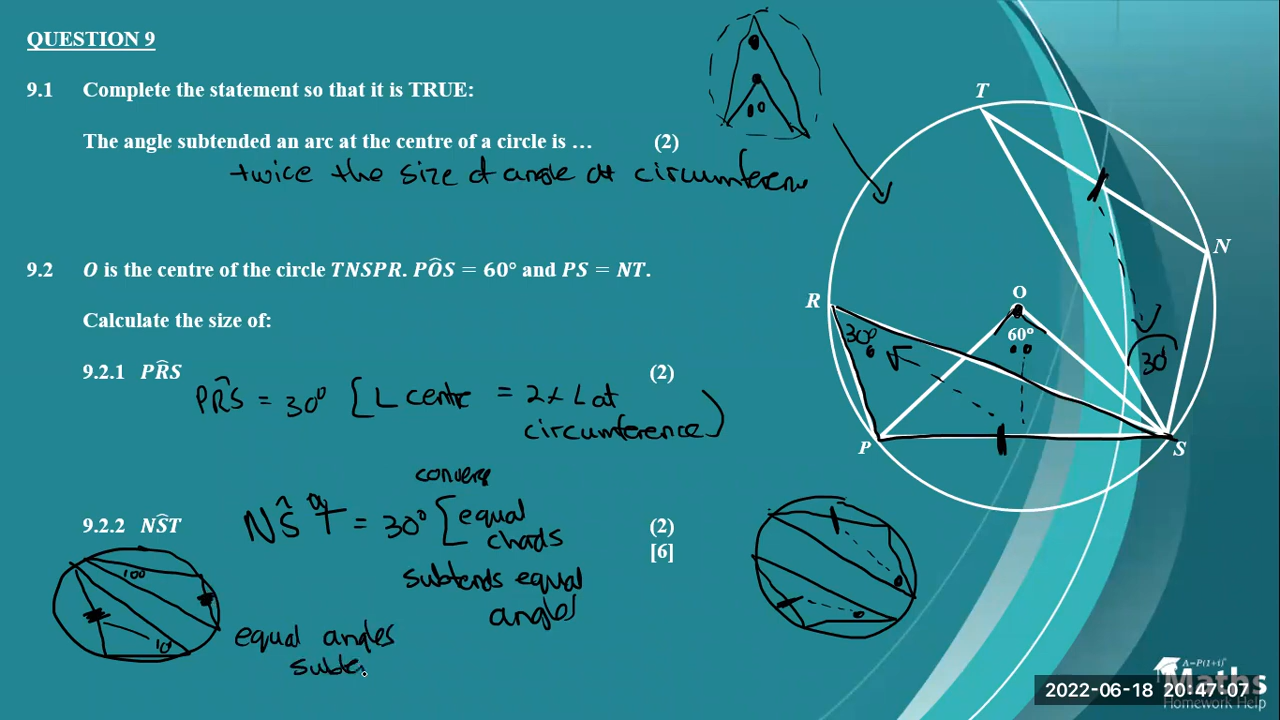 QUESTION 9
9.1 Complete the statement so that it is TRUE:
The angle subtended an arc at the centre of a circle is … (2)
twice the size of angle at circumference
9.2 O is the centre of the circle TNSPR. PÔS = 60° and PS = NT.
Calculate the size of:
9.2.1 PR̂S (2)
PR̂S = 30° [∠ centre = 2x ∠ at
circumference)
converse
9.2.2 NŜT (2)
NŜT = 30° [equal
chords
[6]
subtends equal
angles
equal angles
subte
T
N
R
O
60°
30°
30°
P
S
A=P(1+i)ⁿ
Maths
Homework Help
2022-06-18 20:47:07